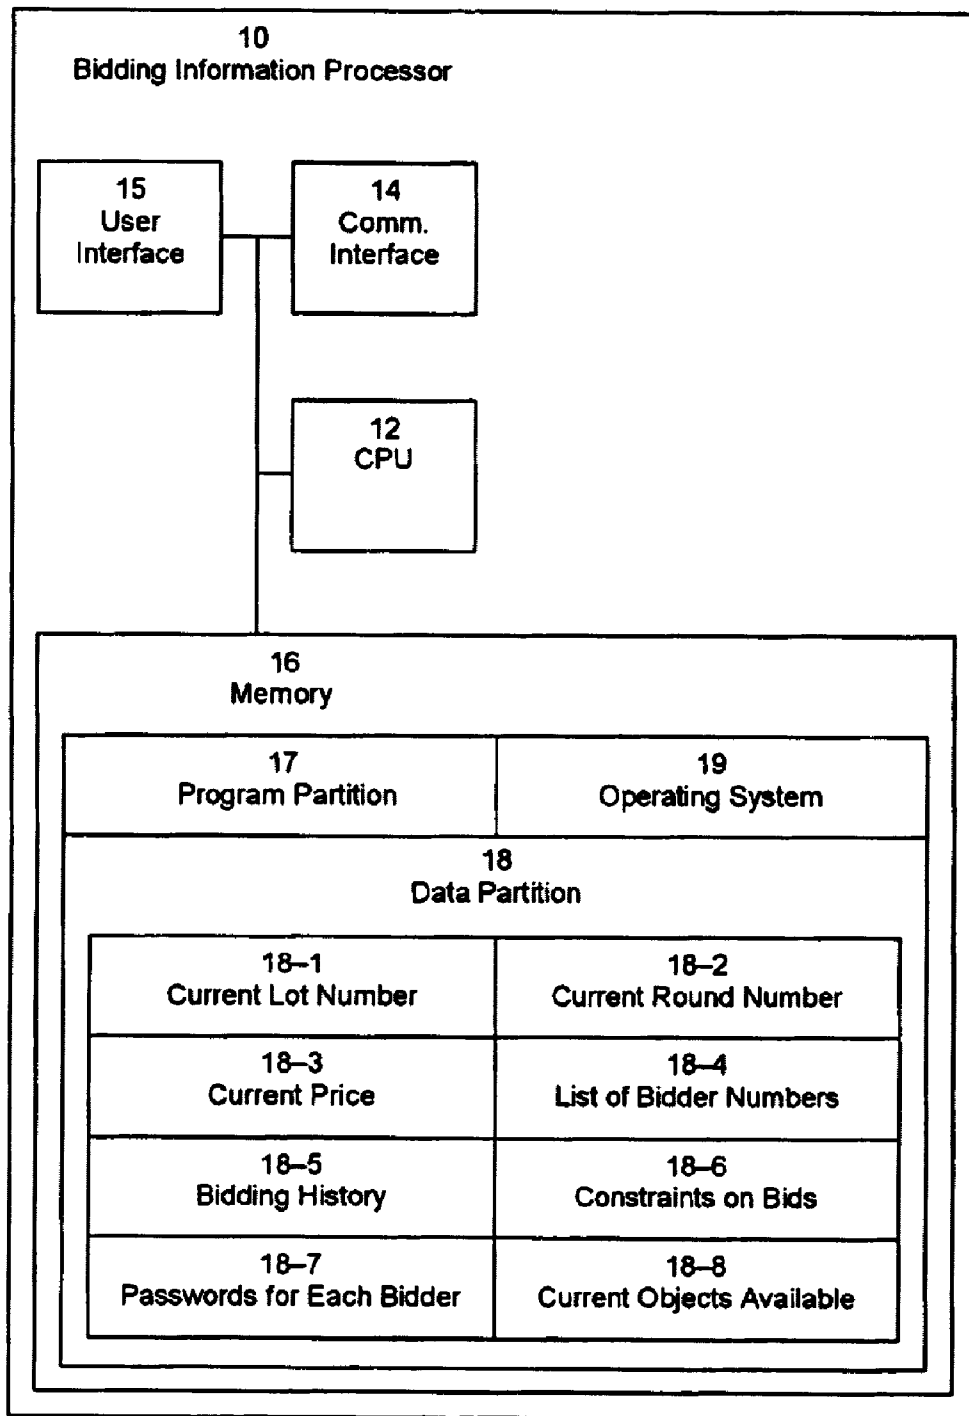 10
Bidding Information Processor
15
User
Interface
14
Comm.
Interface
12
CPU
16
Memory
17
Program Partition
19
Operating System
18
Data Partition
18–1
Current Lot Number
18–2
Current Round Number
18–3
Current Price
18–4
List of Bidder Numbers
18–5
Bidding History
18–6
Constraints on Bids
18–7
Passwords for Each Bidder
18–8
Current Objects Available